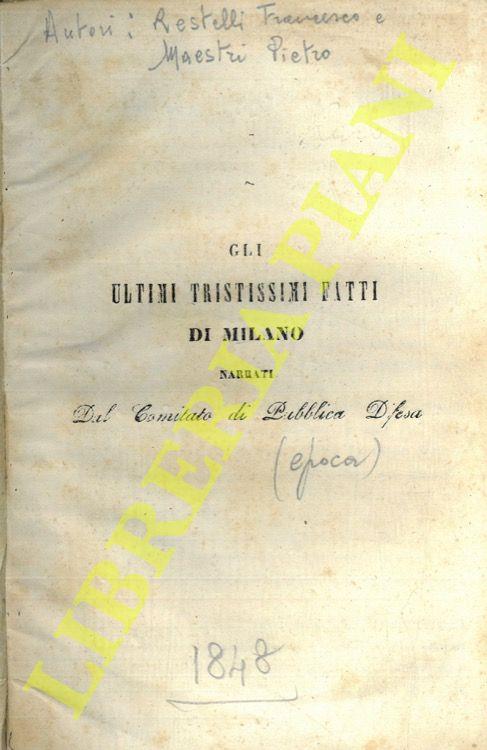 Autori: Restelli Francesco e
Maestri Pietro
GLI
ULTIMI TRISTISSIMI FATTI
DI MILANO
NARRATI
Dal Comitato di Pubblica Difesa
(epoca)
1848
LIBRERIA PIANI